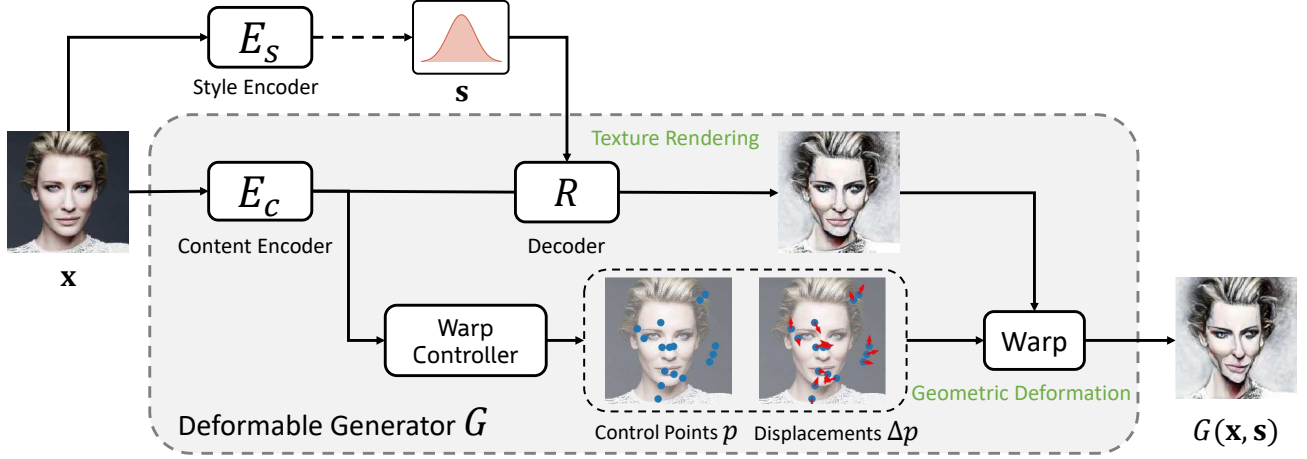 E_s
Style Encoder
s
Texture Rendering
x
E_c
Content Encoder
R
Decoder
Warp
Controller
Warp
Geometric Deformation
Deformable Generator G
Control Points p
Displacements Δp
G(x, s)